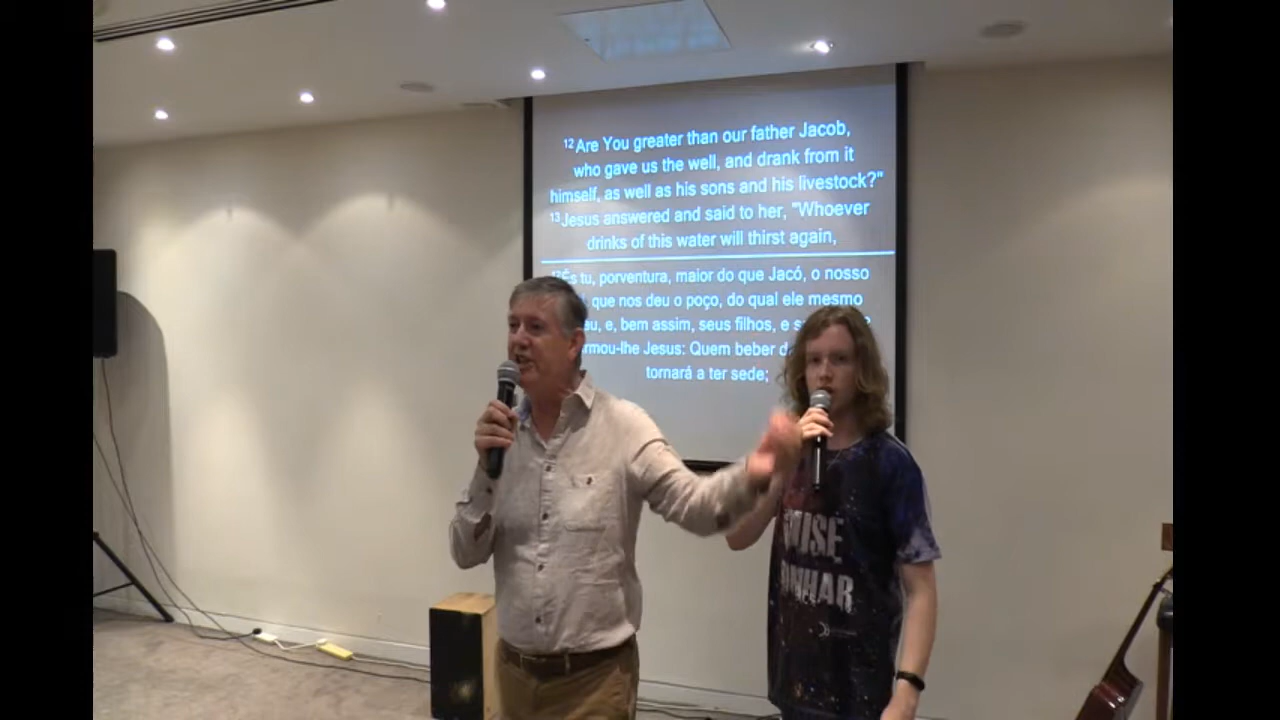 12 Are You greater than our father Jacob,
who gave us the well, and drank from it
himself, as well as his sons and his livestock?"
13 Jesus answered and said to her, "Whoever
drinks of this water will thirst again,
És tu, porventura, maior do que Jacó, o nosso
que nos deu o poço, do qual ele mesmo
e, bem assim, seus filhos, e
Jesus: Quem beber
tornará a ter sede;